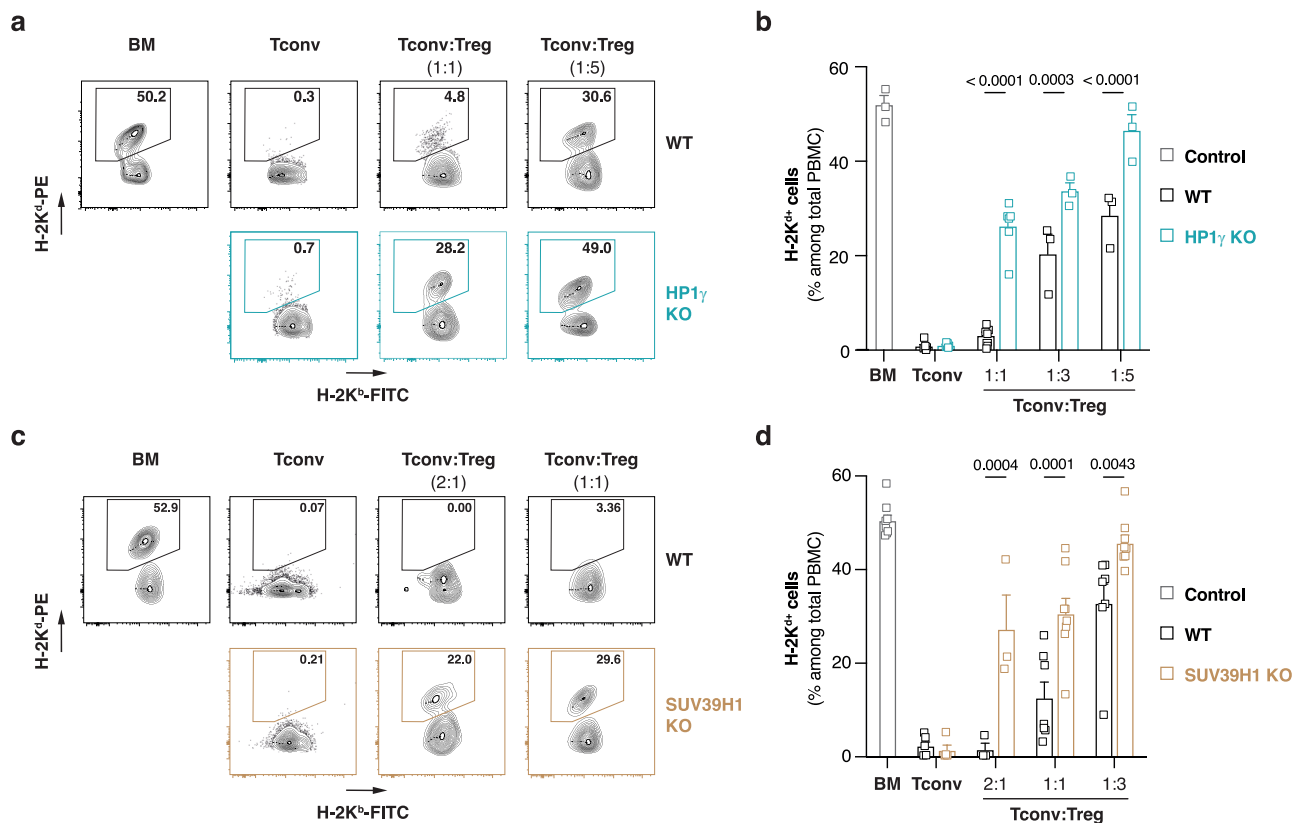 a
BM
Tconv
Tconv:Treg
(1:1)
Tconv:Treg
(1:5)
50.2
0.3
4.8
30.6
WT
H-2Kᵈ-PE
0.7
28.2
49.0
HP1γ
KO
H-2Kᵇ-FITC
b
60
40
20
0
H-2Kᵈ⁺ cells
(% among total PBMC)
< 0.0001
0.0003
< 0.0001
Control
WT
HP1γ KO
BM
Tconv
1:1
1:3
1:5
Tconv:Treg
c
BM
Tconv
Tconv:Treg
(2:1)
Tconv:Treg
(1:1)
52.9
0.07
0.00
3.36
WT
H-2Kᵈ-PE
0.21
22.0
29.6
SUV39H1
KO
H-2Kᵇ-FITC
d
60
40
20
0
H-2Kᵈ⁺ cells
(% among total PBMC)
0.0004
0.0001
0.0043
Control
WT
SUV39H1 KO
BM
Tconv
2:1
1:1
1:3
Tconv:Treg